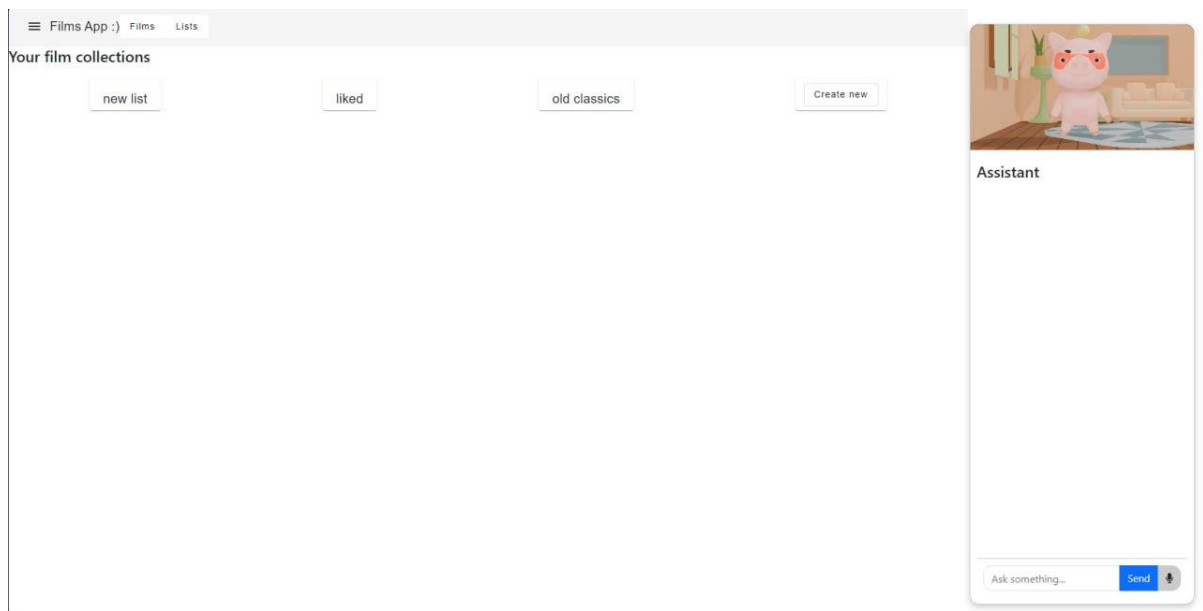 Films App :) Films Lists
Your film collections
new list liked old classics Create new
Assistant
Ask something... Send